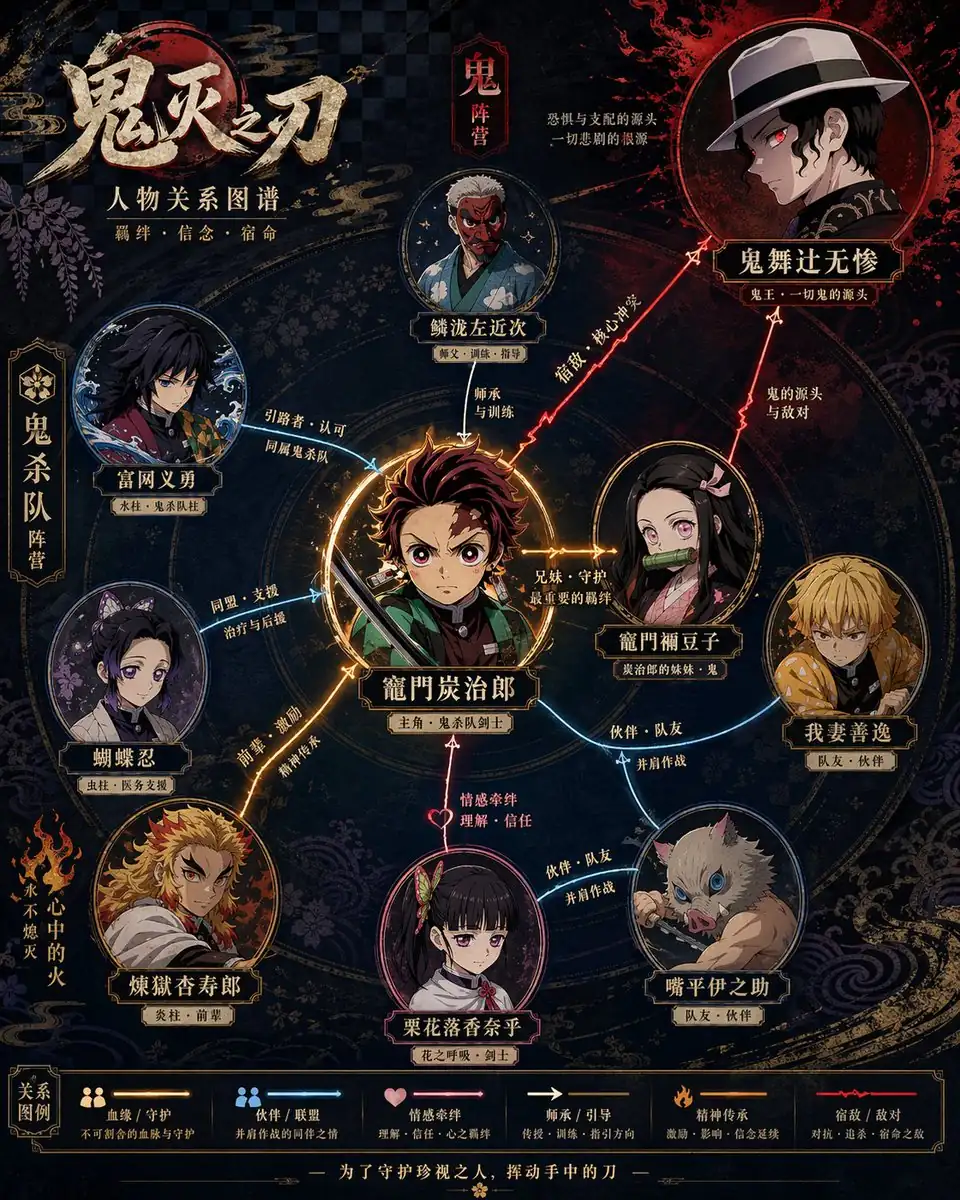 鬼灭之刃
人物关系图谱
羁绊·信念·宿命
鬼
阵营
恐惧与支配的源头
一切悲剧的根源
鬼舞辻无惨
鬼王·一切鬼的源头
鳞泷左近次
师父·训练·指导
鬼杀队
阵营
富冈义勇
水柱·鬼杀队柱
引路者·认可
同属鬼杀队
师承
与训练
宿敌·核心冲突
鬼的源头
与敌对
兄妹·守护
最重要的羁绊
竈門禰豆子
炭治郎的妹妹·鬼
竈門炭治郎
主角·鬼杀队剑士
同盟·支援
治疗与后援
蝴蝶忍
虫柱·医务支援
我妻善逸
队友·伙伴
伙伴·队友
并肩作战
前辈·激励
精神传承
情感牵绊
理解·信任
伙伴·队友
并肩作战
心中的火
永不熄灭
煉獄杏寿郎
炎柱·前辈
栗花落香奈乎
花之呼吸·剑士
嘴平伊之助
队友·伙伴
关系
图例
血缘 / 守护
不可割舍的血脉与守护
伙伴 / 联盟
并肩作战的同伴之情
情感牵绊
理解·信任·心之羁绊
师承 / 引导
传授·训练·指引方向
精神传承
激励·影响·信念延续
宿敌 / 敌对
对抗·追杀·宿命之敌
— 为了守护珍视之人，挥动手中的刀 —